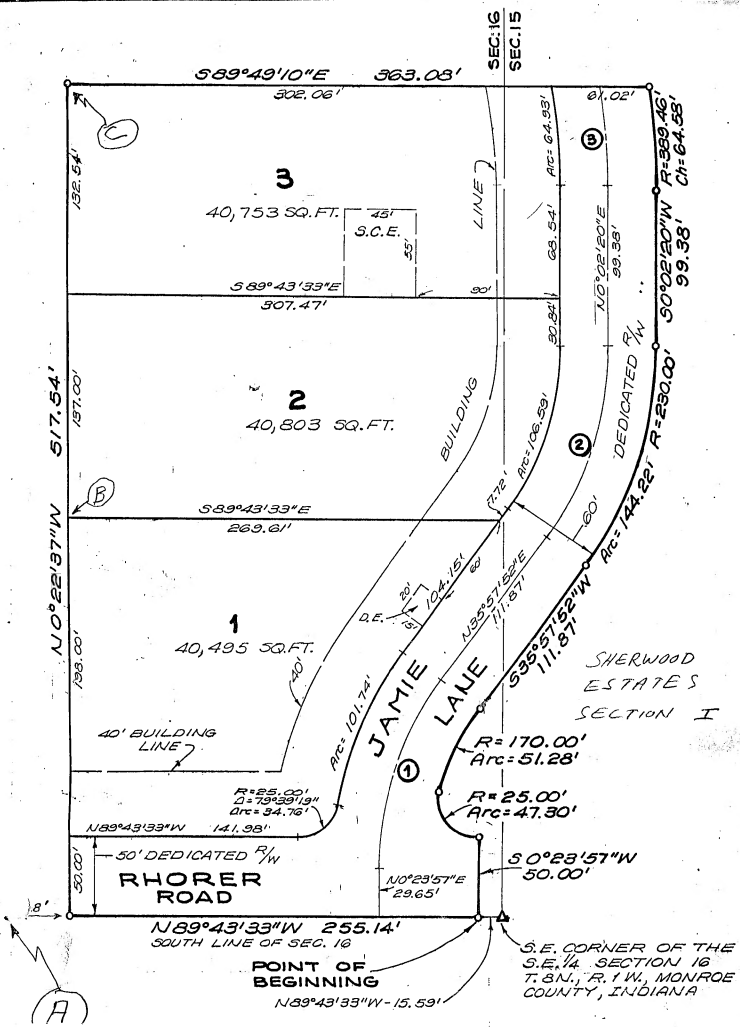 SEC. 16
SEC. 15
S 89°49'10"E 363.08'
302.06'
61.02'
C
132.54'
3
40,753 SQ.FT.
45'
S.C.E.
55'
LINE
Arc= 64.93'
68.54'
3
N0°02'20"E
99.38'
R=389.46'
Ch=64.58'
S0°02'20"W
99.38'
S 89°43'33"E
307.47'
90'
30.84'
DEDICATED R/W
R=230.00'
137.00'
2
40,803 SQ.FT.
BUILDING
Arc=106.59'
2
Arc= 144.22'
N 0°22'37"W 517.54'
B
S89°43'33"E
269.61'
7.72'
60'
198.00'
1
40,495 SQ.FT.
D.E.
20'
15'
104.15'
60'
N35°57'52"E
111.87'
S35°57'52"W
111.87'
SHERWOOD
ESTATES
SECTION I
40'
JAMIE
LANE
Arc= 101.74'
40' BUILDING
LINE
1
R= 170.00'
Arc= 51.28'
R=25.00'
Δ=79°39'19"
Arc= 34.76'
R= 25.00'
Arc= 47.30'
N89°43'33"W 141.98'
50.00'
50' DEDICATED R/W
RHORER
ROAD
N0°23'57"E
29.65'
S 0°23'57"W
50.00'
.8'
N 89°43'33"W 255.14'
SOUTH LINE OF SEC. 16
POINT OF
BEGINNING
N89°43'33"W-15.59'
S.E. CORNER OF THE
S.E. 1/4 SECTION 16
T. 8 N., R. 1 W., MONROE
COUNTY, INDIANA
A